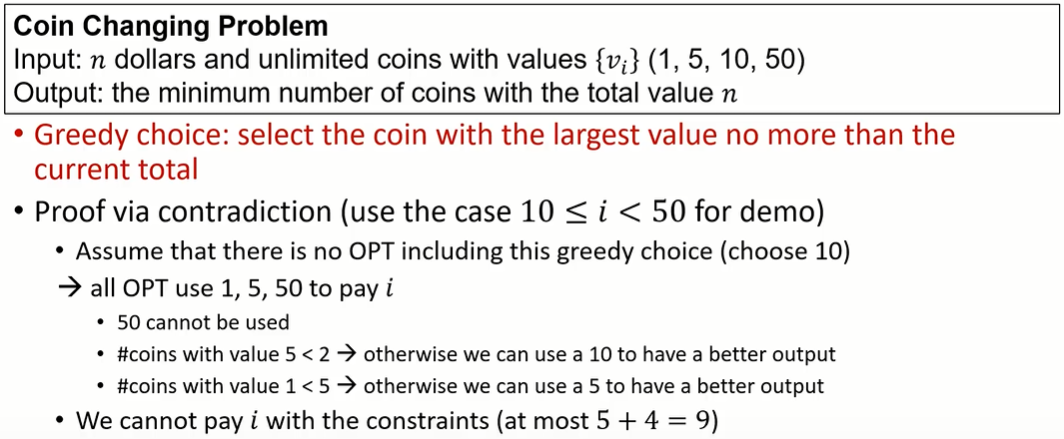 Coin Changing Problem
Input: n dollars and unlimited coins with values {vᵢ} (1, 5, 10, 50)
Output: the minimum number of coins with the total value n
• Greedy choice: select the coin with the largest value no more than the
current total
• Proof via contradiction (use the case 10 ≤ i < 50 for demo)
• Assume that there is no OPT including this greedy choice (choose 10)
→ all OPT use 1, 5, 50 to pay i
• 50 cannot be used
• #coins with value 5 < 2 → otherwise we can use a 10 to have a better output
• #coins with value 1 < 5 → otherwise we can use a 5 to have a better output
• We cannot pay i with the constraints (at most 5 + 4 = 9)